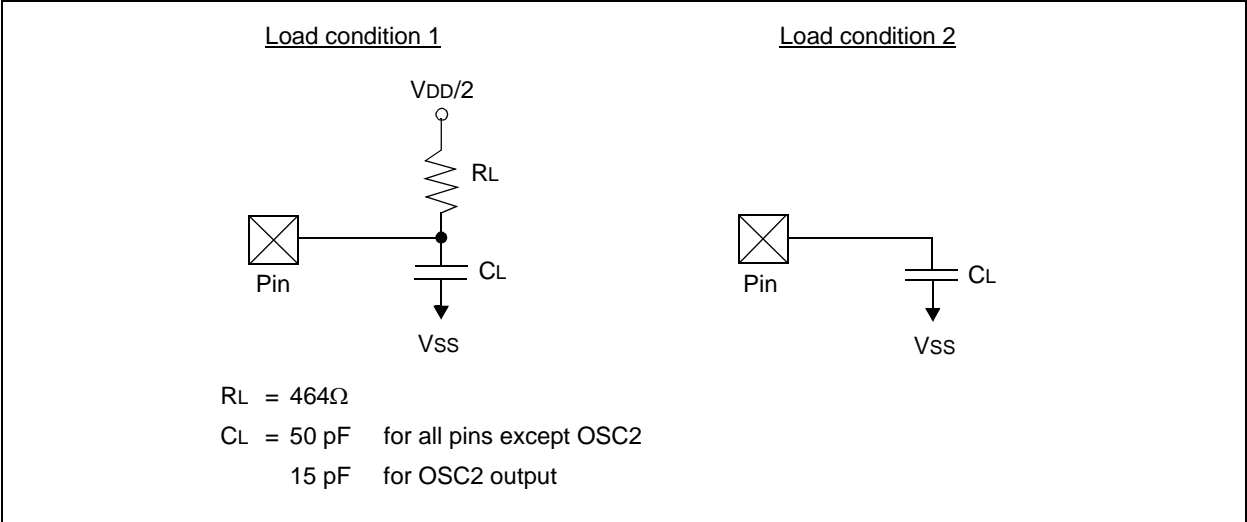 Load condition 1
VDD/2
RL
Pin
CL
VSS
Load condition 2
Pin
CL
VSS
RL = 464Ω
CL = 50 pF for all pins except OSC2
15 pF for OSC2 output